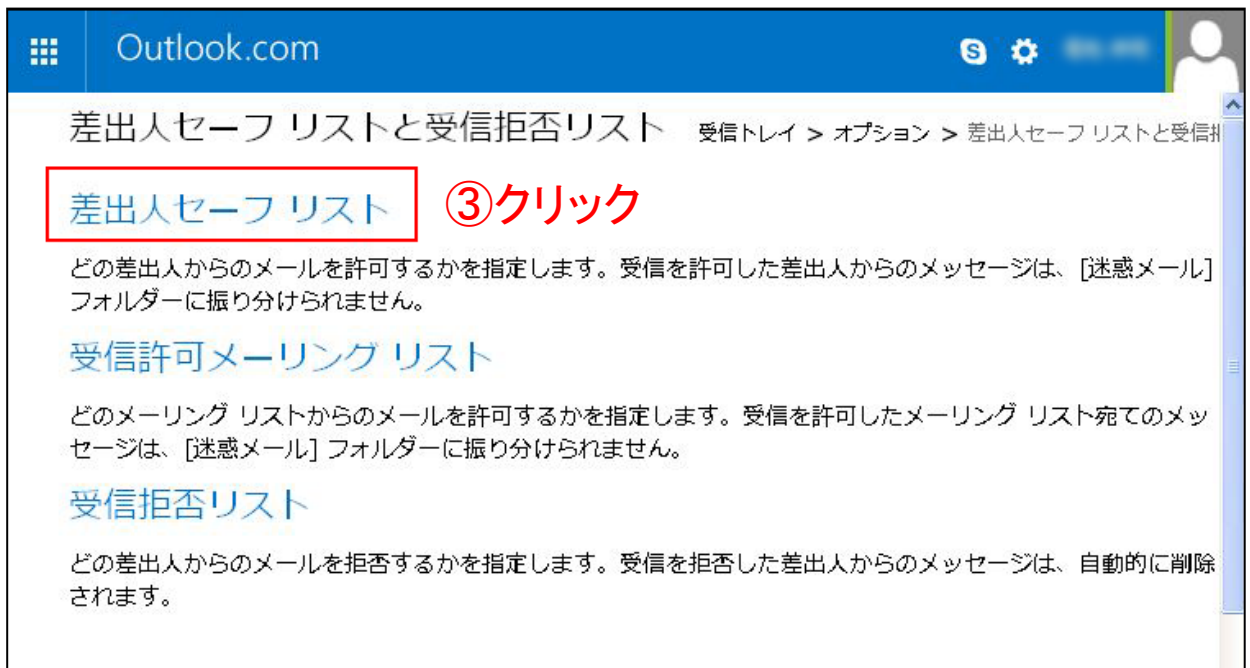 Outlook.com
差出人セーフ リストと受信拒否リスト 受信トレイ > オプション > 差出人セーフ リストと受信
差出人セーフ リスト ③クリック
どの差出人からのメールを許可するかを指定します。受信を許可した差出人からのメッセージは、[迷惑メール]
フォルダーに振り分けられません。
受信許可メーリング リスト
どのメーリング リストからのメールを許可するかを指定します。受信を許可したメーリング リスト宛てのメッ
セージは、[迷惑メール] フォルダーに振り分けられません。
受信拒否リスト
どの差出人からのメールを拒否するかを指定します。受信を拒否した差出人からのメッセージは、自動的に削除
されます。